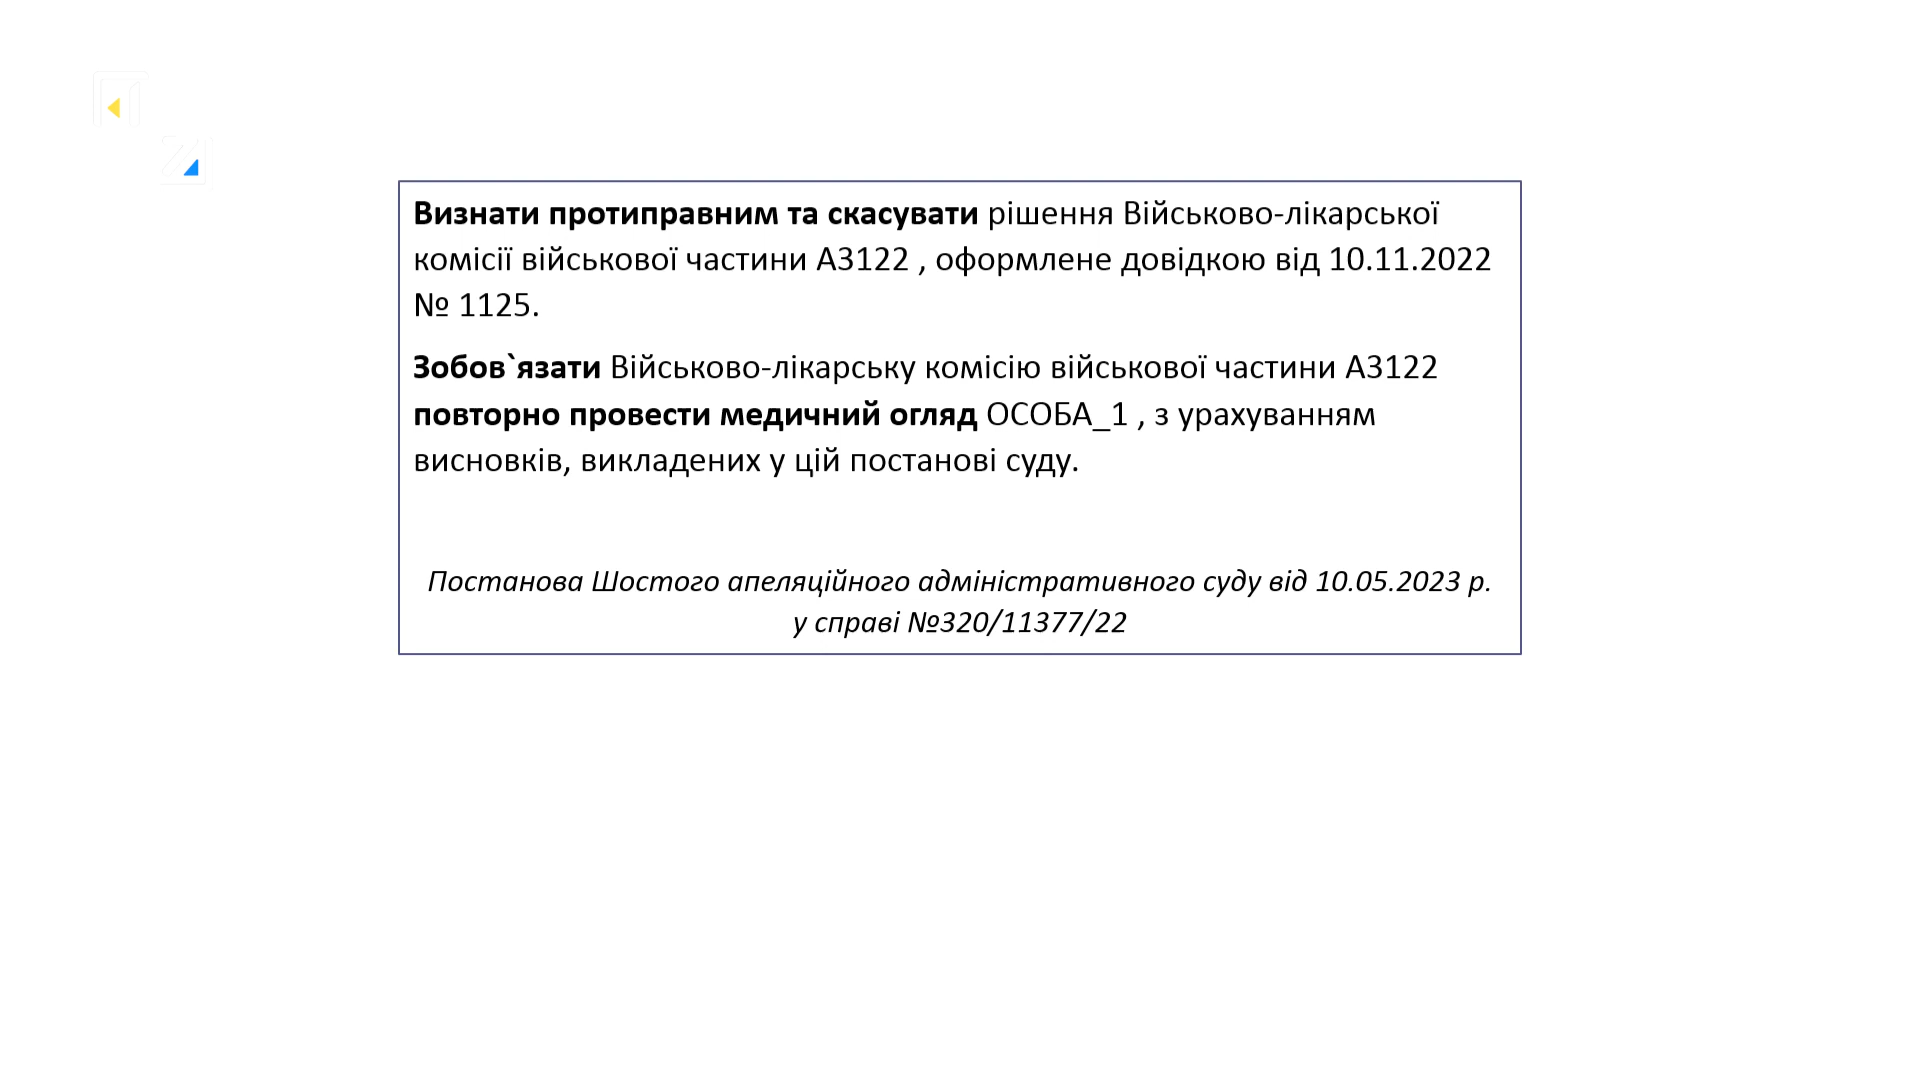 Визнати протиправним та скасувати рішення Військово-лікарської
комісії військової частини А3122 , оформлене довідкою від 10.11.2022
№ 1125.
Зобов`язати Військово-лікарську комісію військової частини А3122
повторно провести медичний огляд ОСОБА_1 , з урахуванням
висновків, викладених у цій постанові суду.
Постанова Шостого апеляційного адміністративного суду від 10.05.2023 р.
у справі №320/11377/22